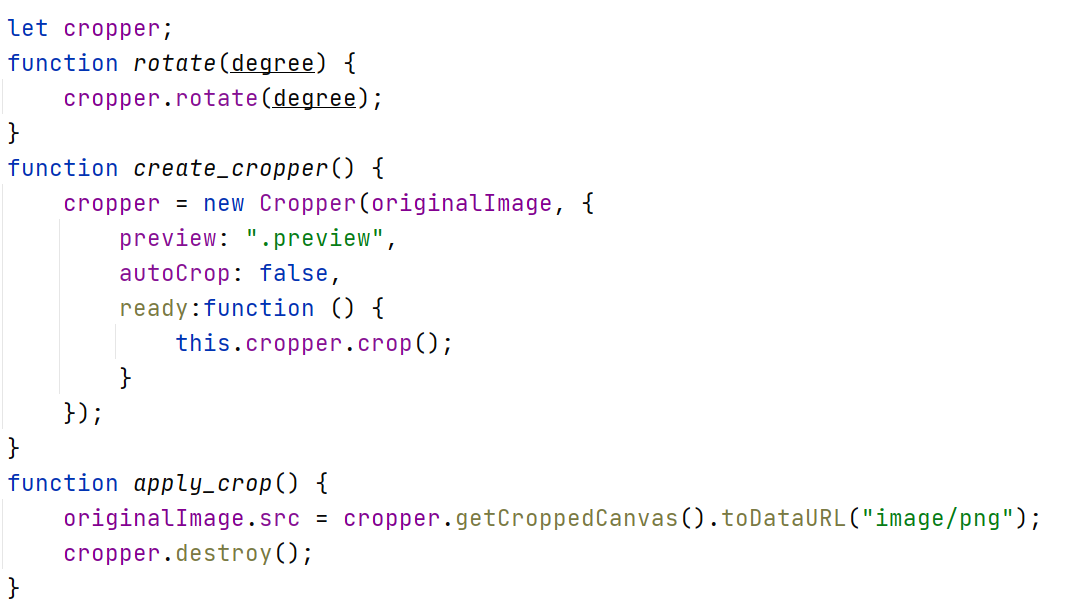 let cropper;
function rotate(degree) {
    cropper.rotate(degree);
}
function create_cropper() {
    cropper = new Cropper(originalImage, {
        preview: ".preview",
        autoCrop: false,
        ready:function () {
            this.cropper.crop();
        }
    });
}
function apply_crop() {
    originalImage.src = cropper.getCroppedCanvas().toDataURL("image/png");
    cropper.destroy();
}